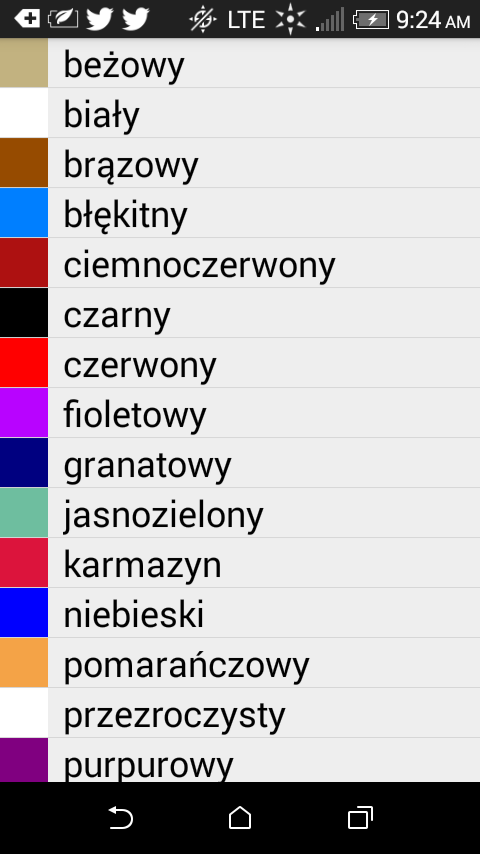 LTE 9:24 AM
beżowy
biały
brązowy
błękitny
ciemnoczerwony
czarny
czerwony
fioletowy
granatowy
jasnozielony
karmazyn
niebieski
pomarańczowy
przezroczysty
purpurowy